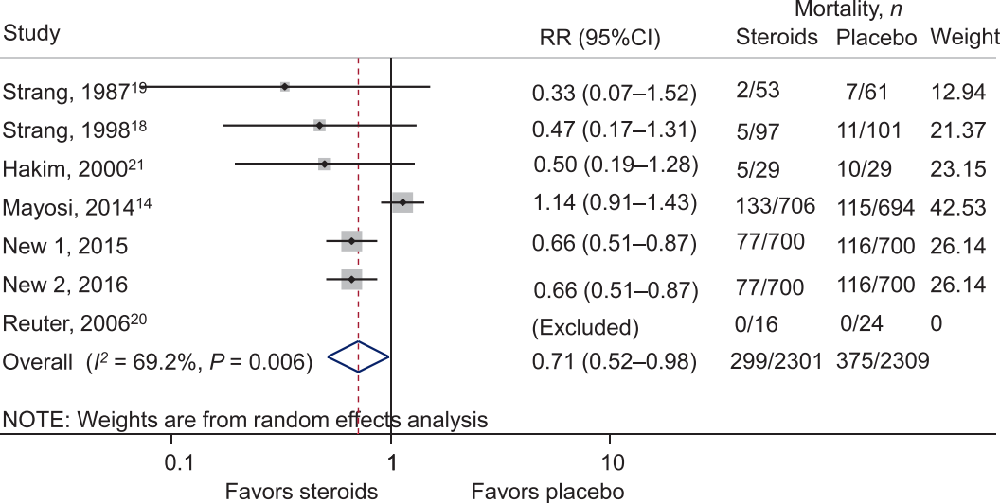 Mortality, n
Study RR (95%CI) Steroids Placebo Weight
Strang, 1987¹⁹ 0.33 (0.07–1.52) 2/53 7/61 12.94
Strang, 1998¹⁸ 0.47 (0.17–1.31) 5/97 11/101 21.37
Hakim, 2000²¹ 0.50 (0.19–1.28) 5/29 10/29 23.15
Mayosi, 2014¹⁴ 1.14 (0.91–1.43) 133/706 115/694 42.53
New 1, 2015 0.66 (0.51–0.87) 77/700 116/700 26.14
New 2, 2016 0.66 (0.51–0.87) 77/700 116/700 26.14
Reuter, 2006²⁰ (Excluded) 0/16 0/24 0
Overall (I² = 69.2%, P = 0.006) 0.71 (0.52–0.98) 299/2301 375/2309
NOTE: Weights are from random effects analysis
0.1 1 10
Favors steroids Favors placebo